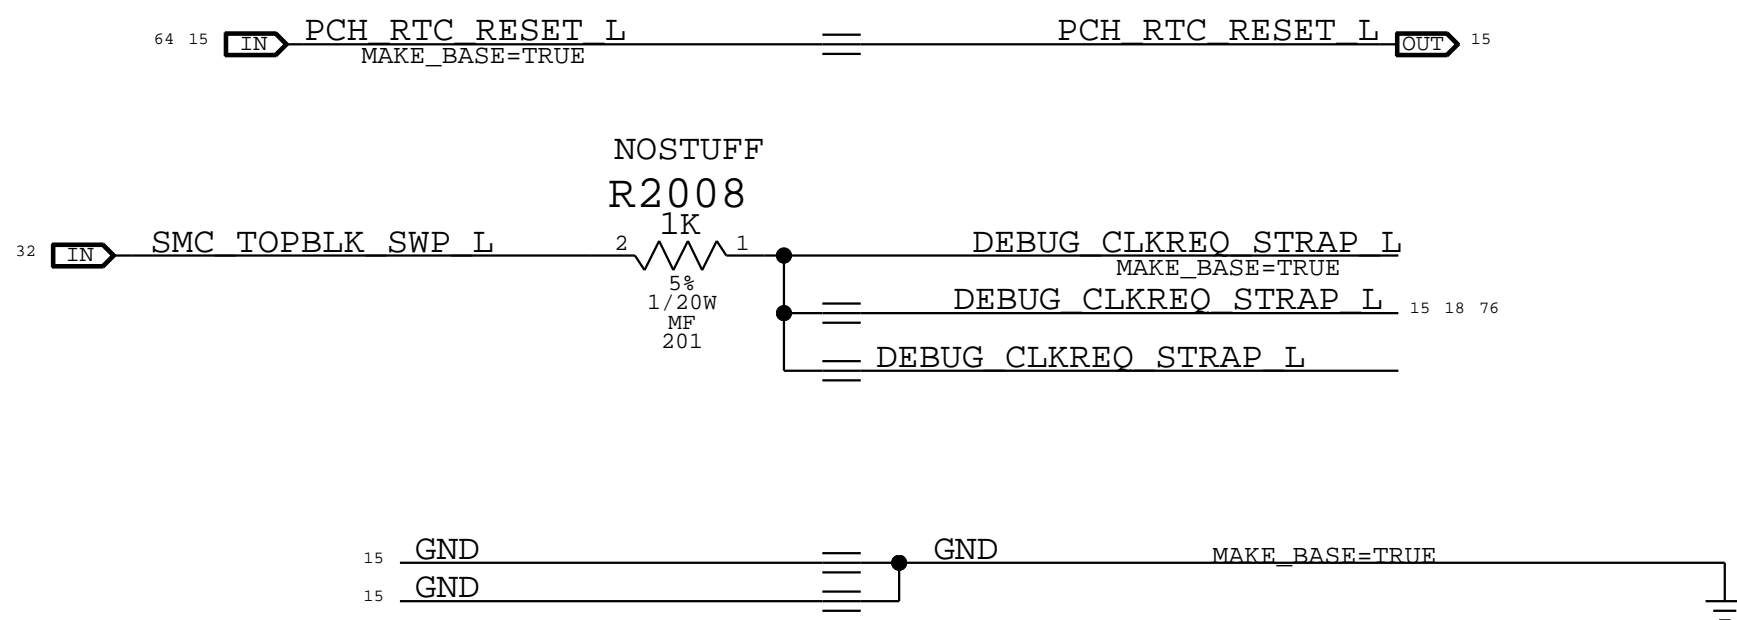 PCH_RTC_RESET_L PCH_RTC_RESET_L
64 15 IN OUT 15
MAKE_BASE=TRUE
NOSTUFF
R2008
1K
32 IN SMC_TOPBLK_SWP_L 2 1 DEBUG_CLKREQ_STRAP_L
MAKE_BASE=TRUE
5%
1/20W
MF
201
DEBUG_CLKREQ_STRAP_L 15 18 76
DEBUG_CLKREQ_STRAP_L
15 GND GND MAKE_BASE=TRUE
15 GND